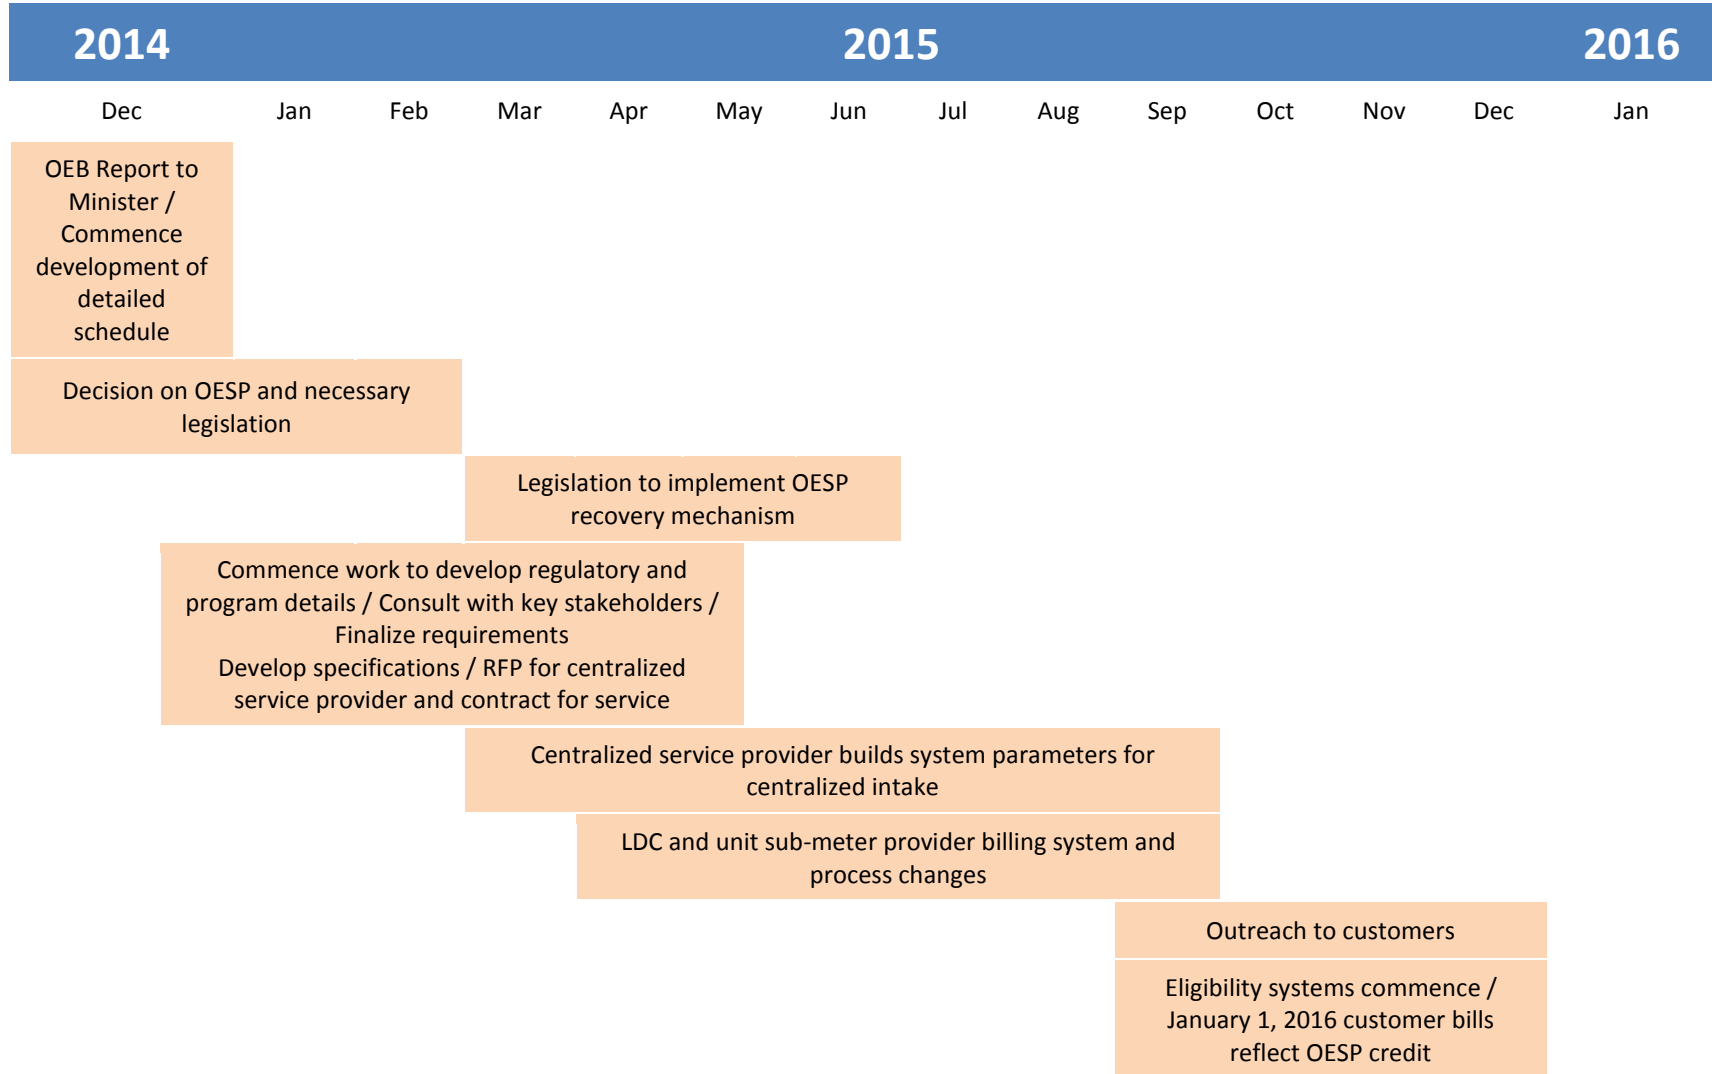 2014 2015 2016
Dec Jan Feb Mar Apr May Jun Jul Aug Sep Oct Nov Dec Jan
OEB Report to
Minister /
Commence
development of
detailed
schedule
Decision on OESP and necessary
legislation
Legislation to implement OESP
recovery mechanism
Commence work to develop regulatory and
program details / Consult with key stakeholders /
Finalize requirements
Develop specifications / RFP for centralized
service provider and contract for service
Centralized service provider builds system parameters for
centralized intake
LDC and unit sub-meter provider billing system and
process changes
Outreach to customers
Eligibility systems commence /
January 1, 2016 customer bills
reflect OESP credit